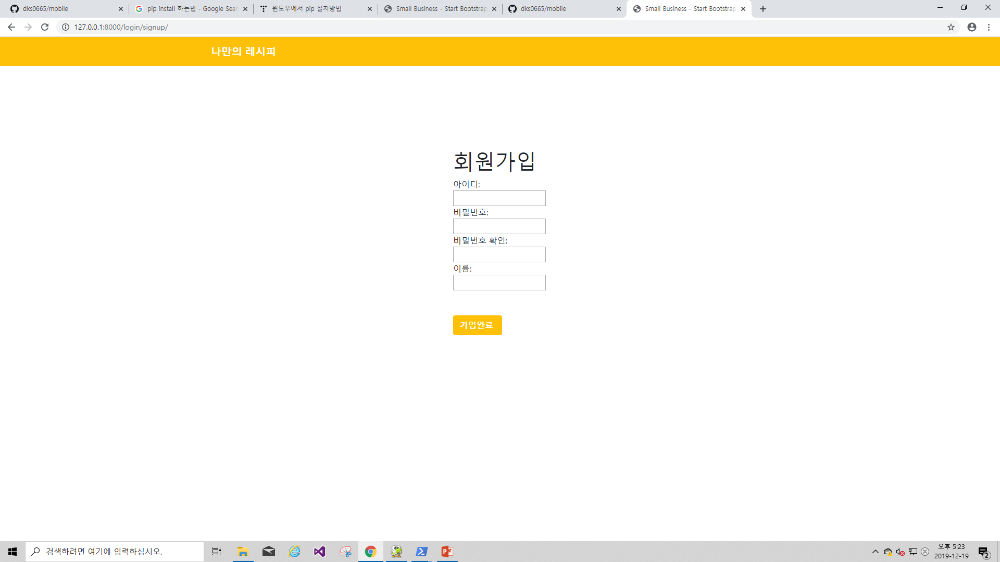 dks0665/mobile
pip install 하는법 - Google Sear
윈도우에서 pip 설치방법
Small Business - Start Bootstrap
dks0665/mobile
Small Business - Start Bootstrap
127.0.0.1:8000/login/signup/
나만의 레시피
회원가입
아이디:
비밀번호:
비밀번호 확인:
이름:
가입완료
검색하려면 여기에 입력하십시오.
오후 5:23
2019-12-19
2